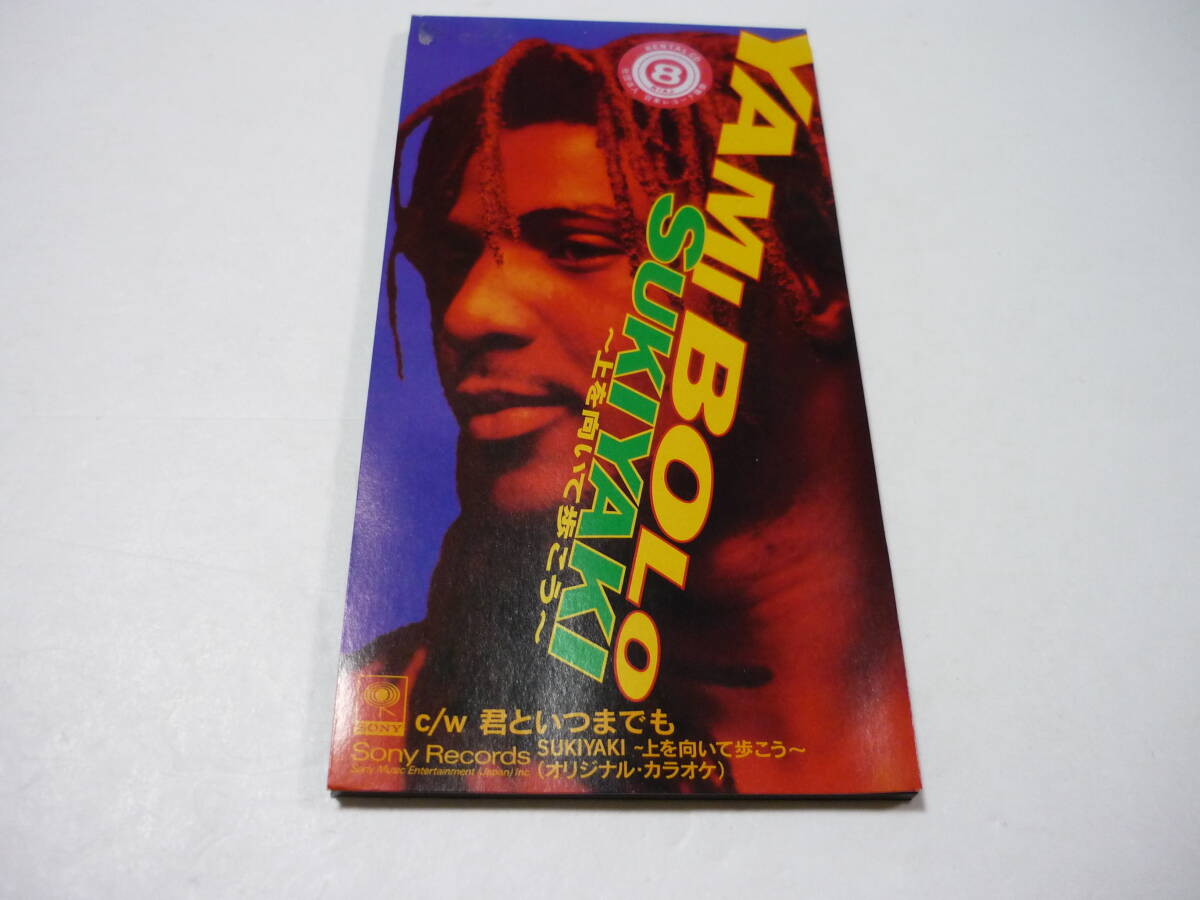 RENTAL CD
8
YAMI BOLO
SUKIYAKI
~上を向いて歩こう~
SONY
c/w 君といつまでも
Sony Records
SUKIYAKI ~上を向いて歩こう~
Sony Music Entertainment (Japan) Inc.
(オリジナル・カラオケ)